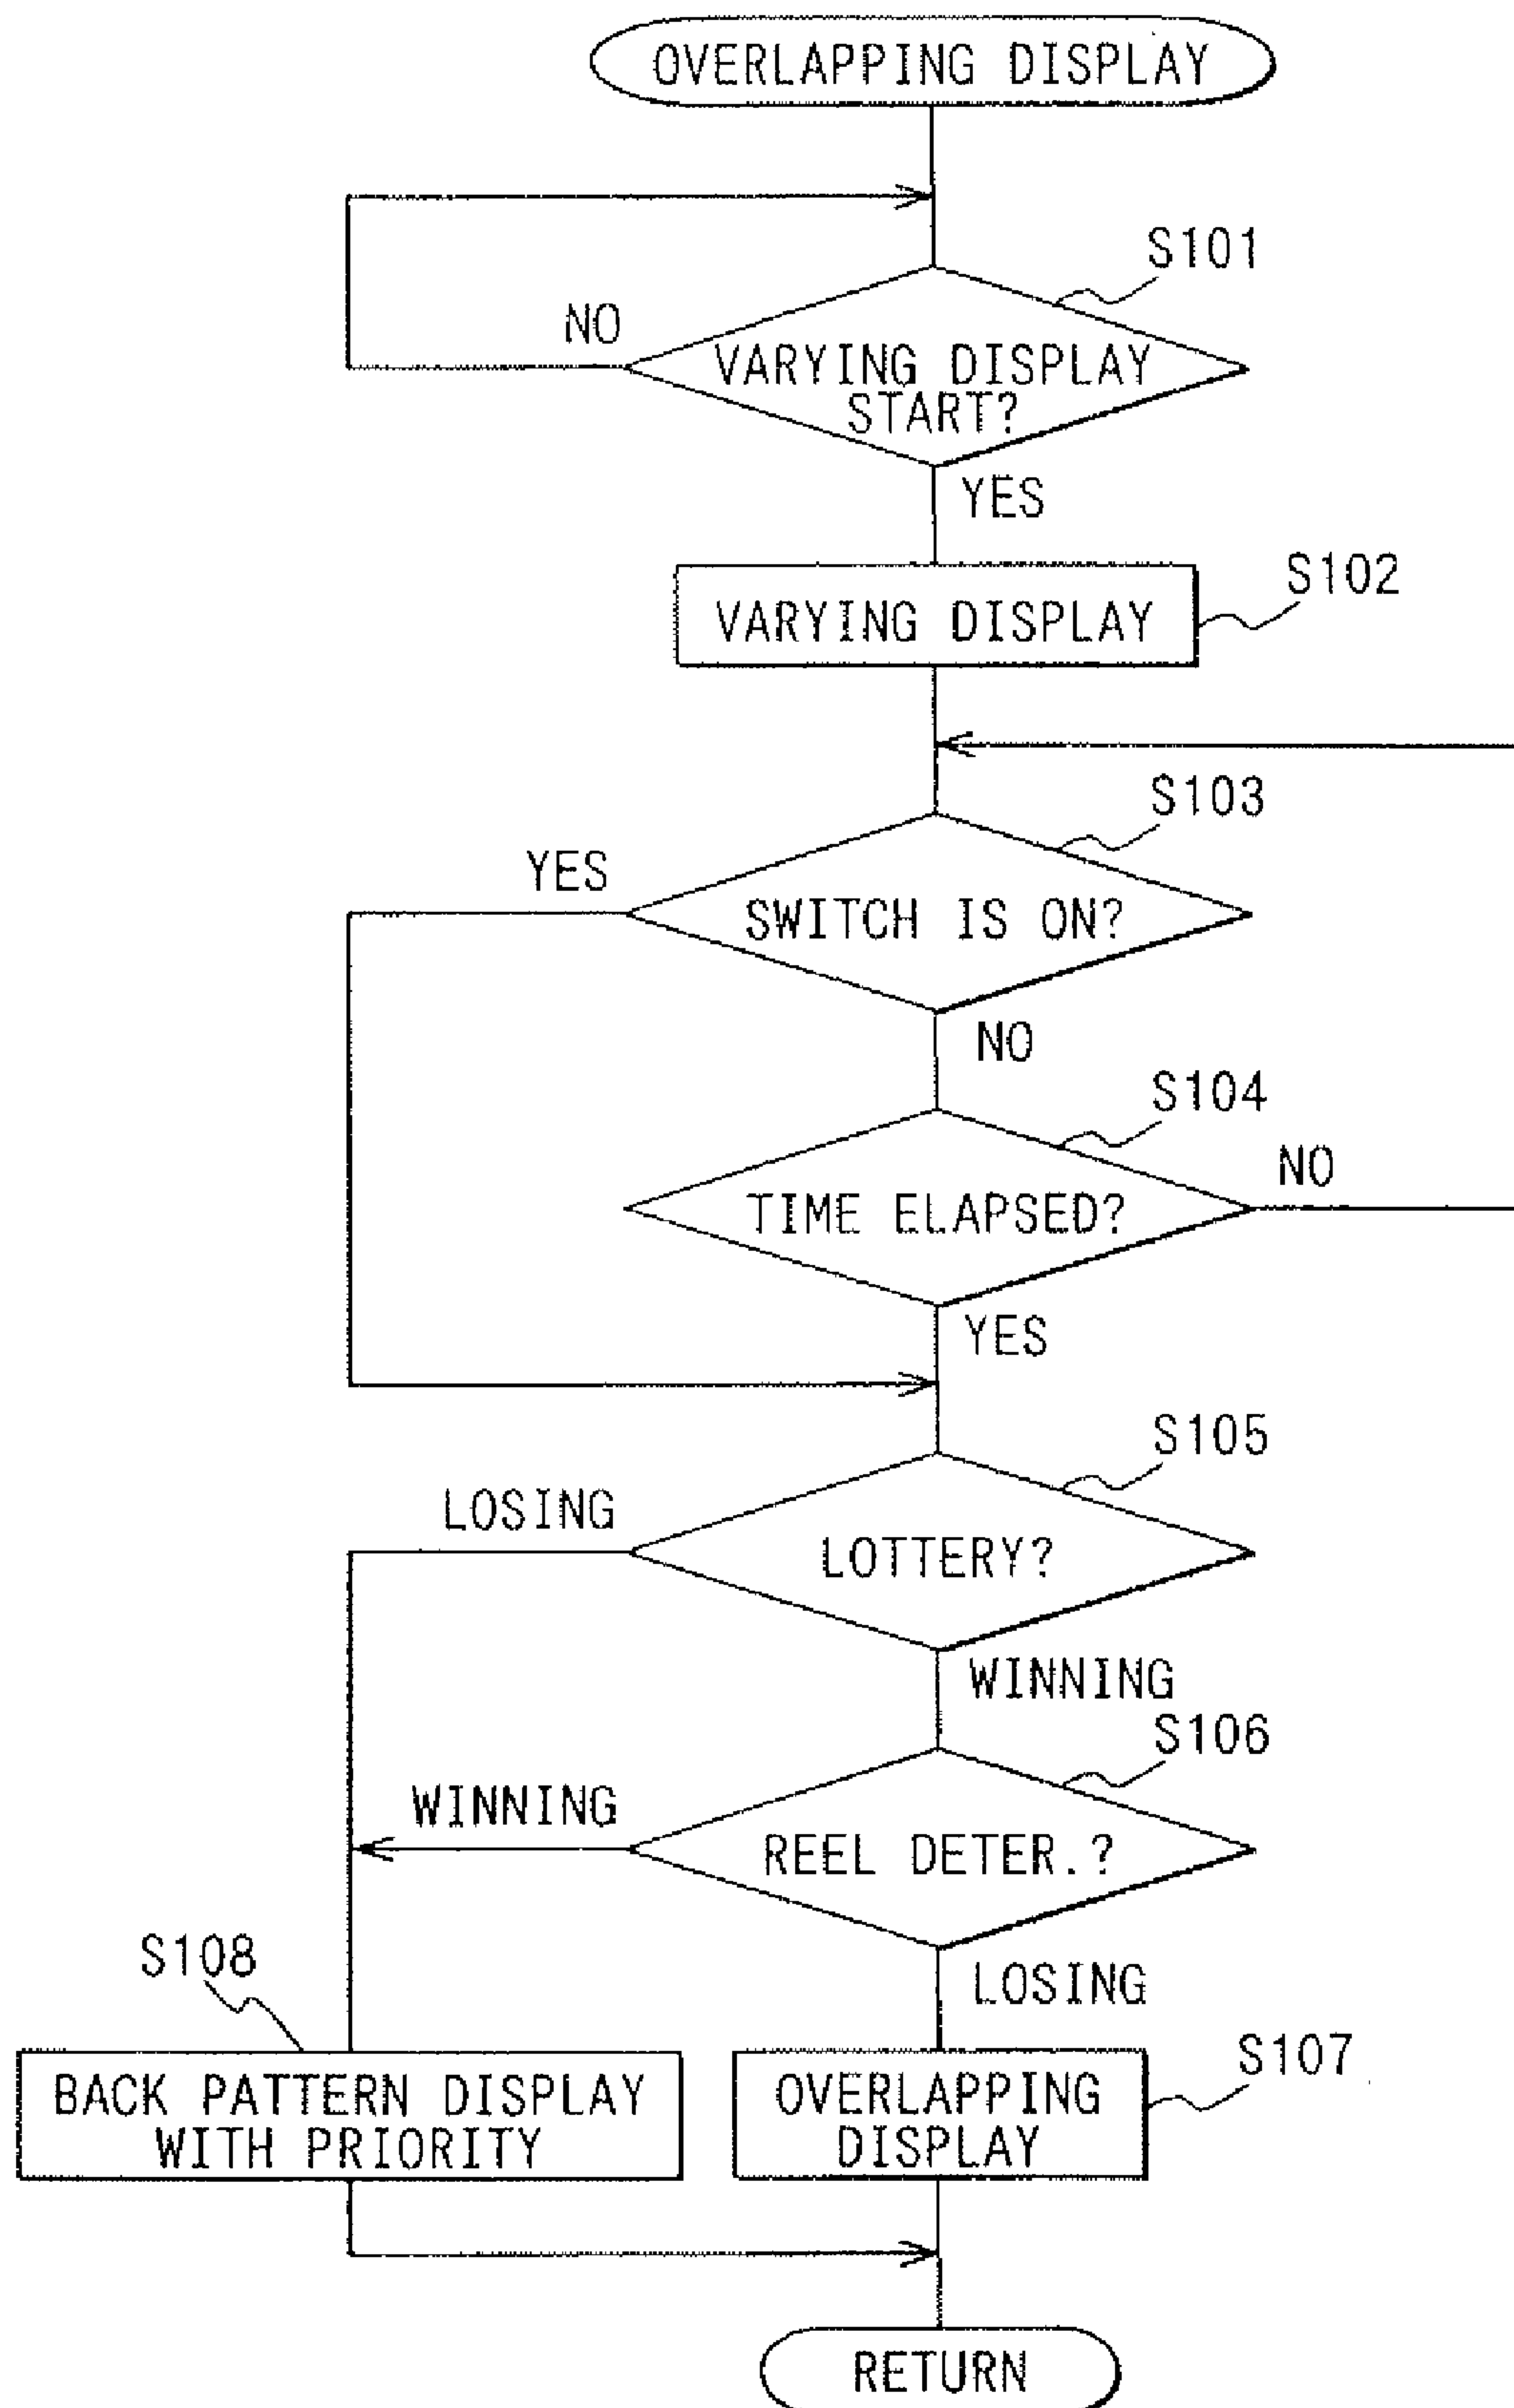 OVERLAPPING DISPLAY
S101
NO
VARYING DISPLAY
START?
YES
S102
VARYING DISPLAY
S103
YES
SWITCH IS ON?
NO
S104
NO
TIME ELAPSED?
YES
S105
LOSING
LOTTERY?
WINNING
S106
WINNING
REEL DETER.?
LOSING
S108
S107
BACK PATTERN DISPLAY
WITH PRIORITY
OVERLAPPING
DISPLAY
RETURN